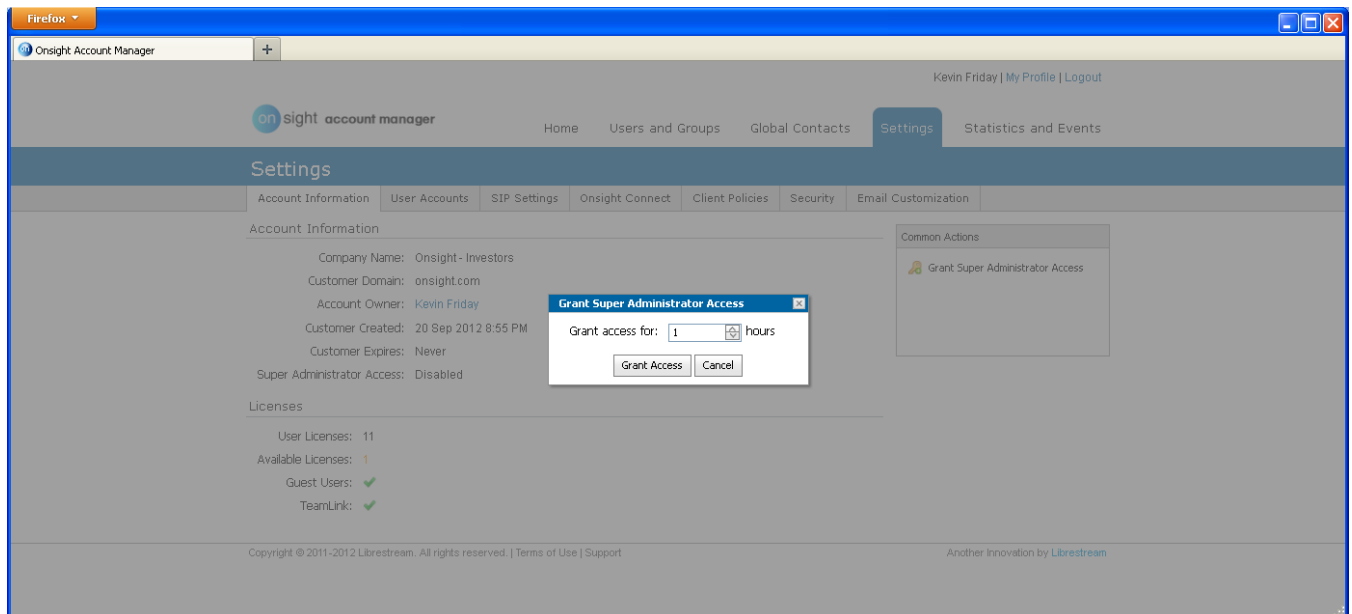 Firefox
Onsight Account Manager
+
Kevin Friday | My Profile | Logout
on sight account manager
Home Users and Groups Global Contacts Settings Statistics and Events
Settings
Account Information User Accounts SIP Settings Onsight Connect Client Policies Security Email Customization
Account Information
Company Name: Onsight - Investors
Customer Domain: onsight.com
Account Owner: Kevin Friday
Customer Created: 20 Sep 2012 8:55 PM
Customer Expires: Never
Super Administrator Access: Disabled
Common Actions
Grant Super Administrator Access
Grant Super Administrator Access
Grant access for: 1 hours
Grant Access Cancel
Licenses
User Licenses: 11
Available Licenses: 1
Guest Users:
TeamLink:
Copyright © 2011-2012 Librestream. All rights reserved. | Terms of Use | Support
Another Innovation by Librestream